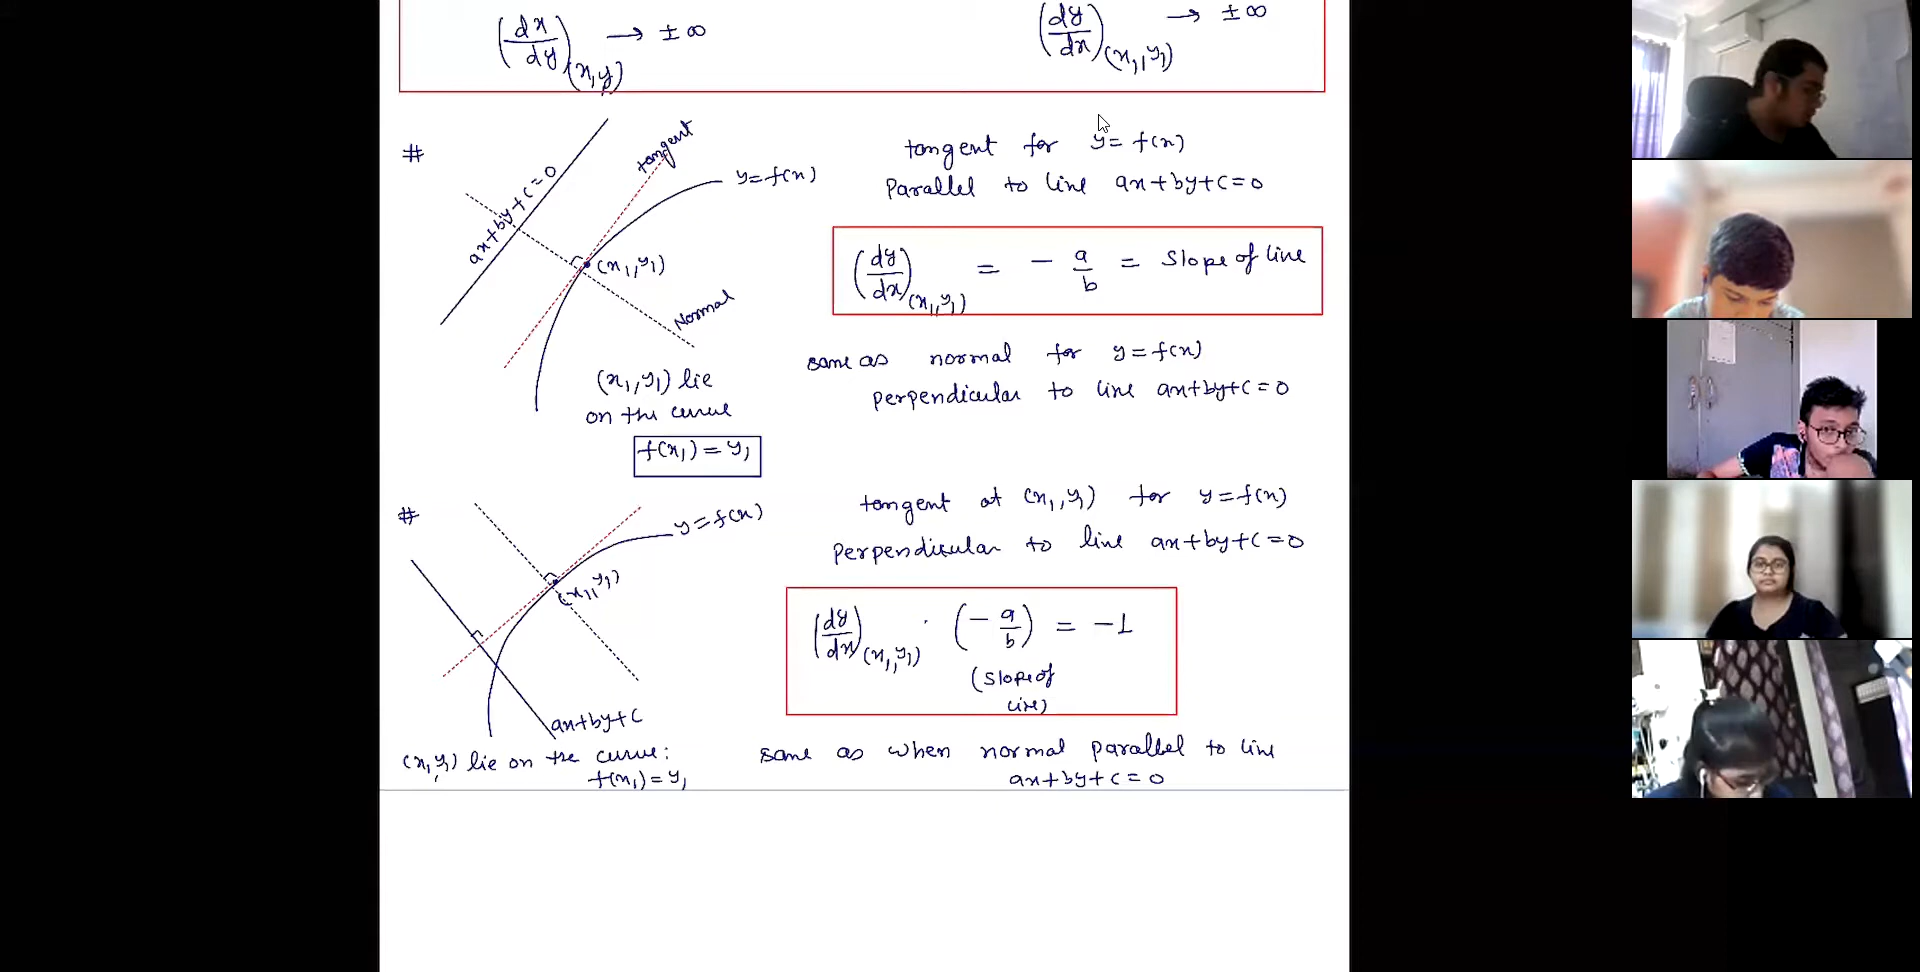 (dx/dy)(x,y) → ±∞
(dy/dx)(x₁,y₁) → ±∞
#
ax+by+c=0
tangent
y=f(x)
(x₁,y₁)
Normal
(x₁,y₁) lie
on the curve
f(x₁)=y₁
tangent for y=f(x)
Parallel to line ax+by+c=0
(dy/dx)(x₁,y₁) = - a/b = Slope of line
same as normal for y=f(x)
perpendicular to line ax+by+c=0
#
y=f(x)
(x₁,y₁)
ax+by+c
(x,y₁) lie on the curve:
f(x₁)=y₁
tangent at (x₁,y₁) for y=f(x)
Perpendicular to line ax+by+c=0
(dy/dx)(x₁,y₁) · (- a/b) = -1
(Slope of
line)
same as when normal parallel to line
ax+by+c=0